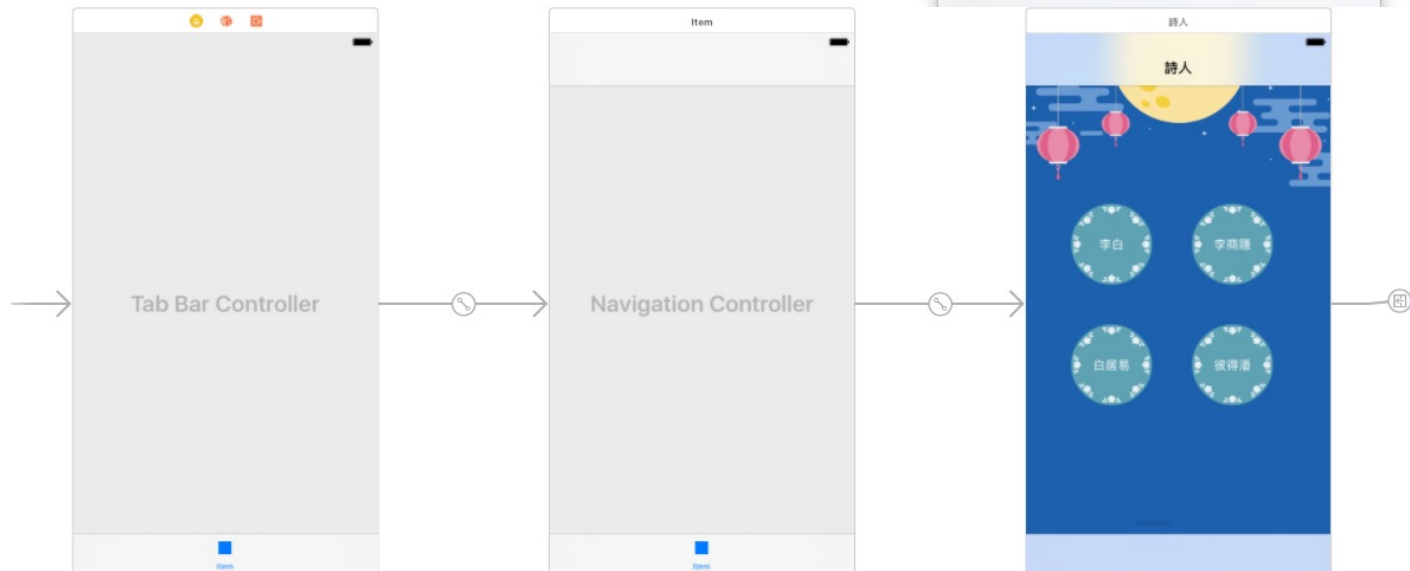 Item
詩人
詩人
Tab Bar Controller
Navigation Controller
李白
李商隱
白居易
彼得潘
Item
Item